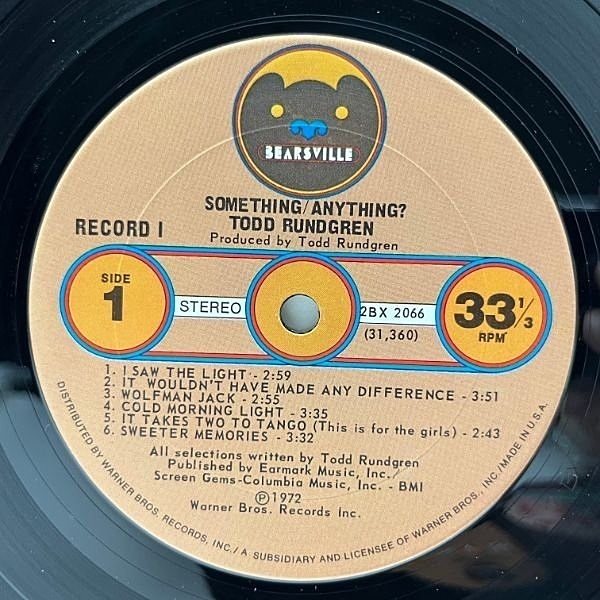 BEARSVILLE
SOMETHING/ANYTHING?
TODD RUNDGREN
Produced by Todd Rundgren
RECORD I
SIDE
1
STEREO
2BX 2066
(31,360)
33 1/3
RPM
1. I SAW THE LIGHT - 2:59
2. IT WOULDN'T HAVE MADE ANY DIFFERENCE - 3:51
3. WOLFMAN JACK - 2:55
4. COLD MORNING LIGHT - 3:35
5. IT TAKES TWO TO TANGO (This is for the girls) - 2:43
6. SWEETER MEMORIES - 3:32
All selections written by Todd Rundgren
Published by Earmark Music, Inc./
Screen Gems-Columbia Music, Inc. - BMI
℗1972
Warner Bros. Records Inc.
DISTRIBUTED BY WARNER BROS. RECORDS, INC./A SUBSIDIARY AND LICENSEE OF WARNER BROS., INC./MADE IN U.S.A.